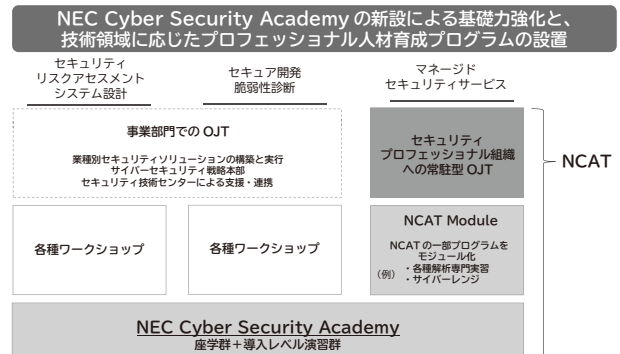 NEC Cyber Security Academy の新設による基礎力強化と、
技術領域に応じたプロフェッショナル人材育成プログラムの設置
セキュリティ
リスクアセスメント
システム設計
セキュア開発
脆弱性診断
マネージド
セキュリティサービス
事業部門での OJT
業種別セキュリティソリューションの構築と実行
サイバーセキュリティ戦略本部
セキュリティ技術センターによる支援・連携
セキュリティ
プロフェッショナル組織
への常駐型 OJT
NCAT
各種ワークショップ
各種ワークショップ
NCAT Module
NCATの一部プログラムを
モジュール化
(例) ・各種解析専門実習
・サイバーレンジ
NEC Cyber Security Academy
座学群＋導入レベル演習群